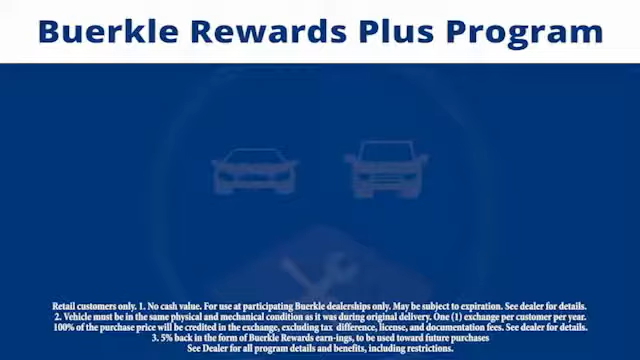 Buerkle Rewards Plus Program
Retail customers only. 1. No cash value. For use at participating Buerkle dealerships only. May be subject to expiration. See dealer for details.
2. Vehicle must be in the same physical and mechanical condition as it was during original delivery. One (1) exchange per customer per year.
100% of the purchase price will be credited in the exchange, excluding tax difference, license, and documentation fees. See dealer for details.
3. 5% back in the form of Buerkle Rewards earn-ings, to be used toward future purchases
See Dealer for all program details and benefits, including restrictions.